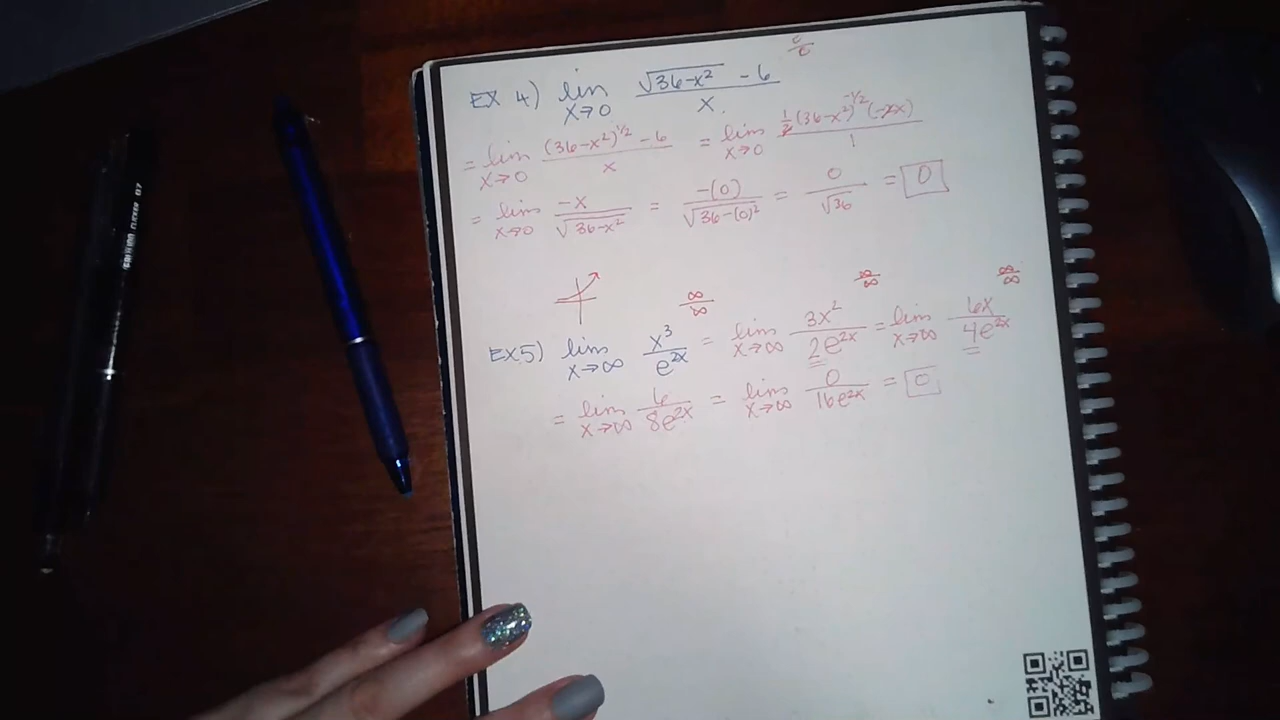 0/0
EX 4) lim x→0 (√(36-x²) - 6)/x
= lim x→0 ((36-x²)^(1/2) - 6)/x = lim x→0 (1/2 (36-x²)^(-1/2) (-2x))/1
= lim x→0 -x/√(36-x²) = -(0)/√(36-(0)²) = 0/√36 = 0
∞/∞ ∞/∞ ∞/∞
EX 5) lim x→∞ x³/e^(2x) = lim x→∞ 3x²/2e^(2x) = lim x→∞ 6x/4e^(2x)
= lim x→∞ 6/8e^(2x) = lim x→∞ 0/16e^(2x) = 0